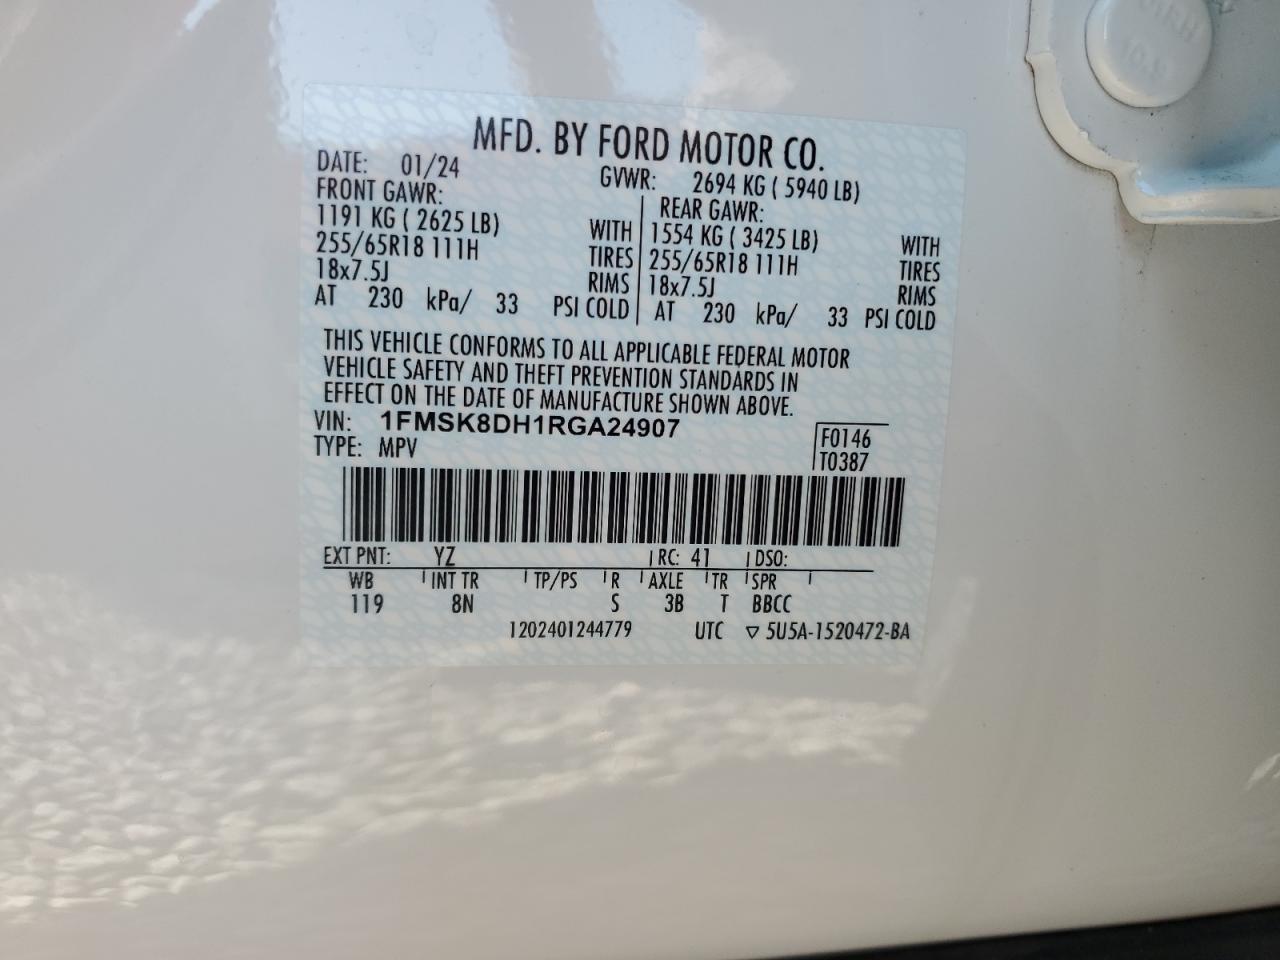 MFD. BY FORD MOTOR CO.
DATE: 01/24 GVWR: 2694 KG ( 5940 LB)
FRONT GAWR: REAR GAWR:
1191 KG ( 2625 LB) WITH 1554 KG ( 3425 LB) WITH
255/65R18 111H TIRES 255/65R18 111H TIRES
18x7.5J RIMS 18x7.5J RIMS
AT 230 kPa/ 33 PSI COLD AT 230 kPa/ 33 PSI COLD
THIS VEHICLE CONFORMS TO ALL APPLICABLE FEDERAL MOTOR
VEHICLE SAFETY AND THEFT PREVENTION STANDARDS IN
EFFECT ON THE DATE OF MANUFACTURE SHOWN ABOVE.
VIN: 1FMSK8DH1RGA24907 F0146
TYPE: MPV T0387
EXT PNT: YZ RC: 41 DSO:
WB INT TR TP/PS R AXLE TR SPR
119 8N S 3B T BBCC
1202401244779 UTC ▽ 5U5A-1520472-BA